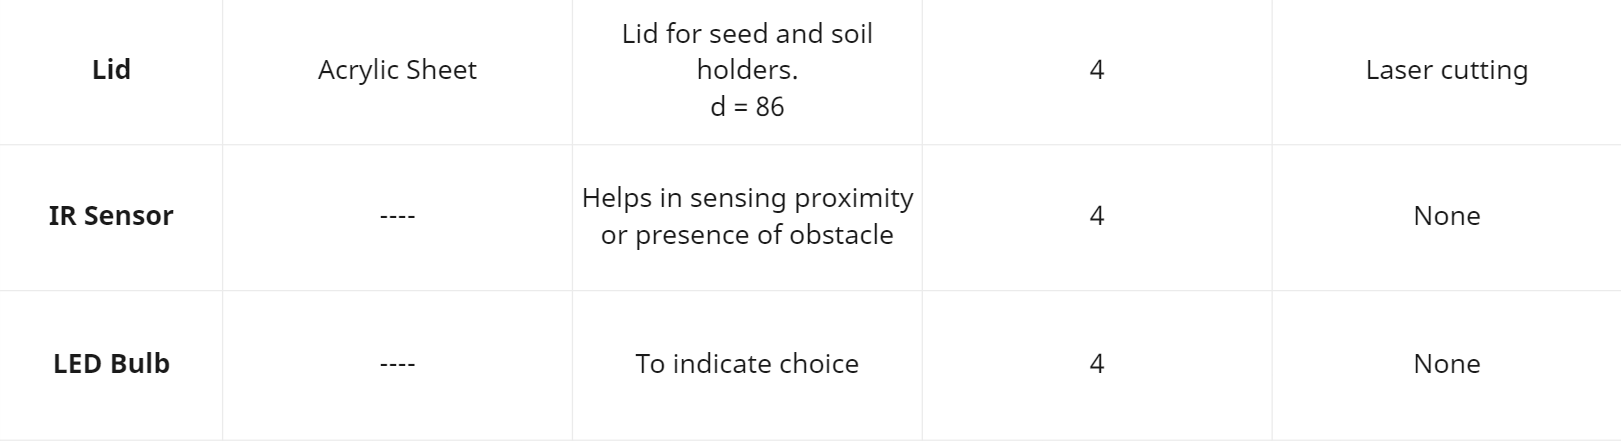 Lid
Acrylic Sheet
Lid for seed and soil
holders.
d = 86
4
Laser cutting
IR Sensor
----
Helps in sensing proximity
or presence of obstacle
4
None
LED Bulb
----
To indicate choice
4
None